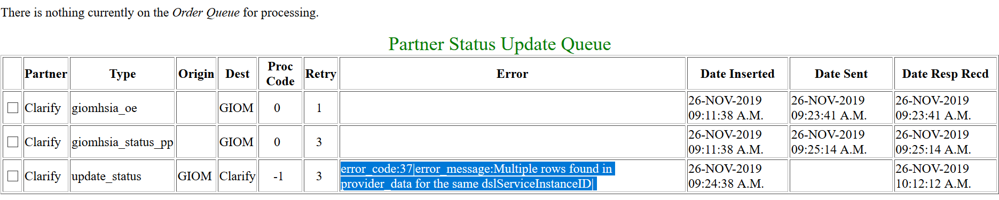 There is nothing currently on the Order Queue for processing.
Partner Status Update Queue
Partner Type Origin Dest Proc Code Retry Error Date Inserted Date Sent Date Resp Recd
Clarify giomhsia_oe GIOM 0 1 26-NOV-2019 09:11:38 A.M. 26-NOV-2019 09:23:41 A.M. 26-NOV-2019 09:23:41 A.M.
Clarify giomhsia_status_pp GIOM 0 3 26-NOV-2019 09:11:38 A.M. 26-NOV-2019 09:25:14 A.M. 26-NOV-2019 09:25:14 A.M.
Clarify update_status GIOM Clarify -1 3 error_code:37|error_message:Multiple rows found in provider_data for the same dslServiceInstanceID| 26-NOV-2019 09:24:38 A.M. 26-NOV-2019 10:12:12 A.M.